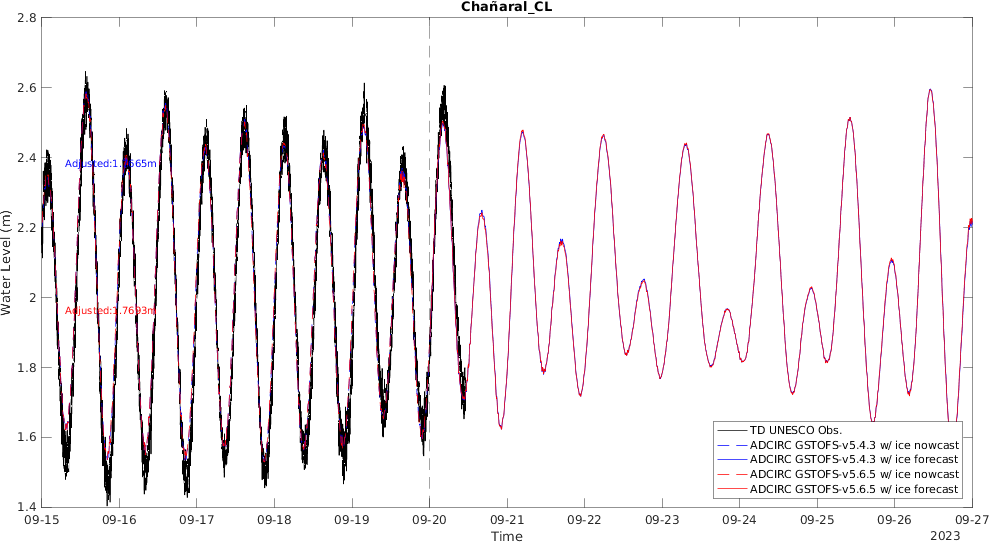 Chañaral_CL
Water Level (m)
2.8
2.6
2.4
2.2
2
1.8
1.6
1.4
Adjusted:1.7693m
TD UNESCO Obs.
ADCIRC GSTOFS-v5.4.3 w/ ice nowcast
ADCIRC GSTOFS-v5.4.3 w/ ice forecast
ADCIRC GSTOFS-v5.6.5 w/ ice nowcast
ADCIRC GSTOFS-v5.6.5 w/ ice forecast
09-15 09-16 09-17 09-18 09-19 09-20 09-21 09-22 09-23 09-24 09-25 09-26 09-27
Time
2023